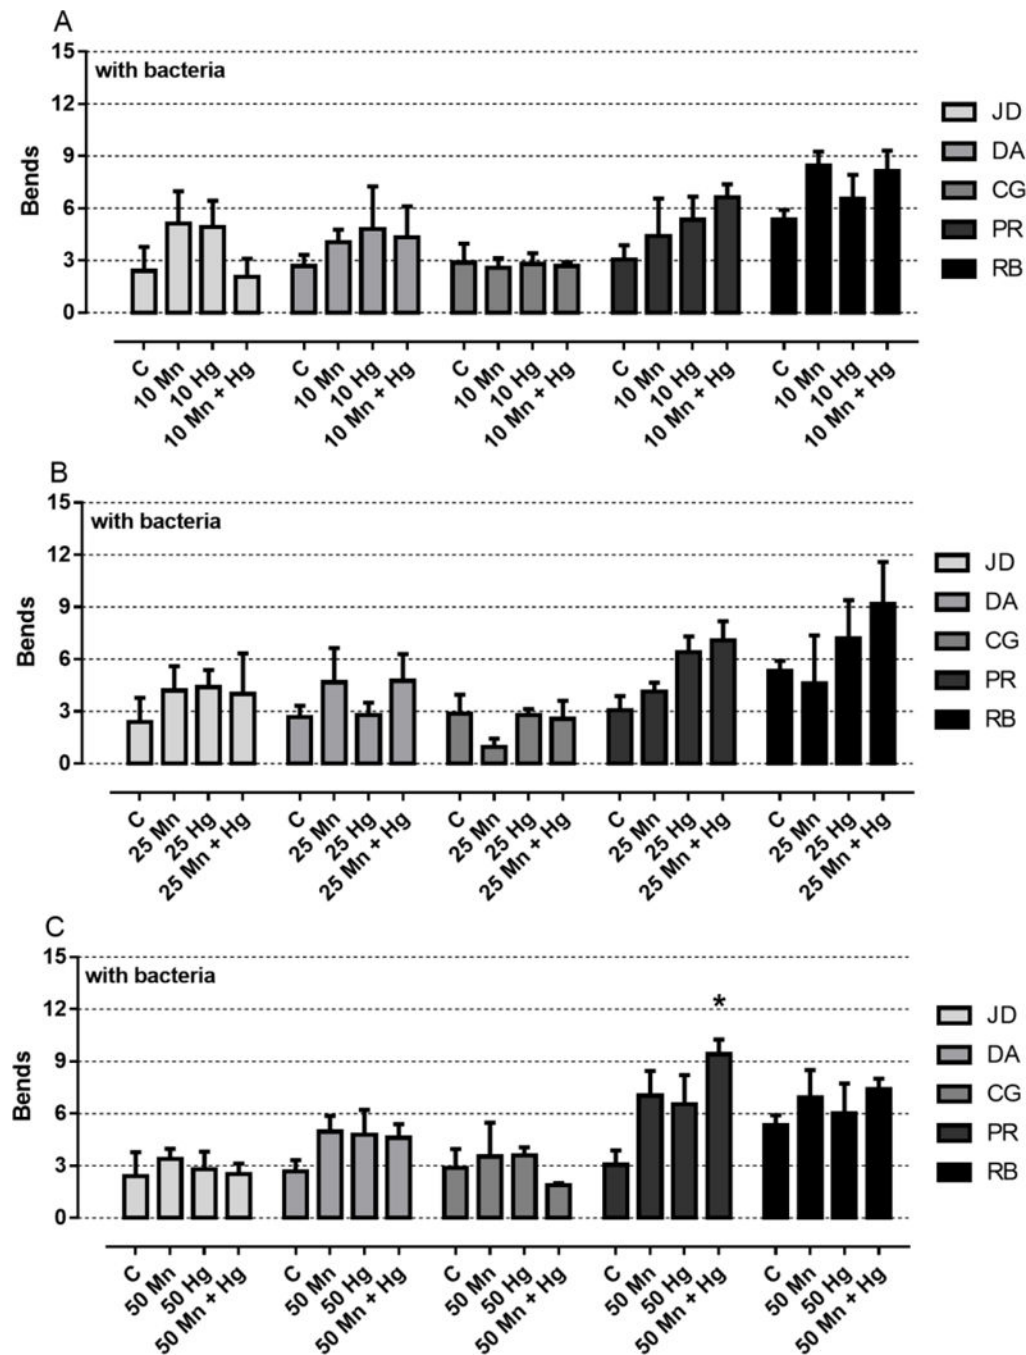 A
15
with bacteria
12
9
6
3
0
Bends
JD
DA
CG
PR
RB
C
10 Mn
10 Hg
10 Mn + Hg
C
10 Mn
10 Hg
10 Mn + Hg
C
10 Mn
10 Hg
10 Mn + Hg
C
10 Mn
10 Hg
10 Mn + Hg
C
10 Mn
10 Hg
10 Mn + Hg
B
15
with bacteria
12
9
6
3
0
Bends
JD
DA
CG
PR
RB
C
25 Mn
25 Hg
25 Mn + Hg
C
25 Mn
25 Hg
25 Mn + Hg
C
25 Mn
25 Hg
25 Mn + Hg
C
25 Mn
25 Hg
25 Mn + Hg
C
25 Mn
25 Hg
25 Mn + Hg
C
15
with bacteria
12
9
6
3
0
Bends
*
JD
DA
CG
PR
RB
C
50 Mn
50 Hg
50 Mn + Hg
C
50 Mn
50 Hg
50 Mn + Hg
C
50 Mn
50 Hg
50 Mn + Hg
C
50 Mn
50 Hg
50 Mn + Hg
C
50 Mn
50 Hg
50 Mn + Hg